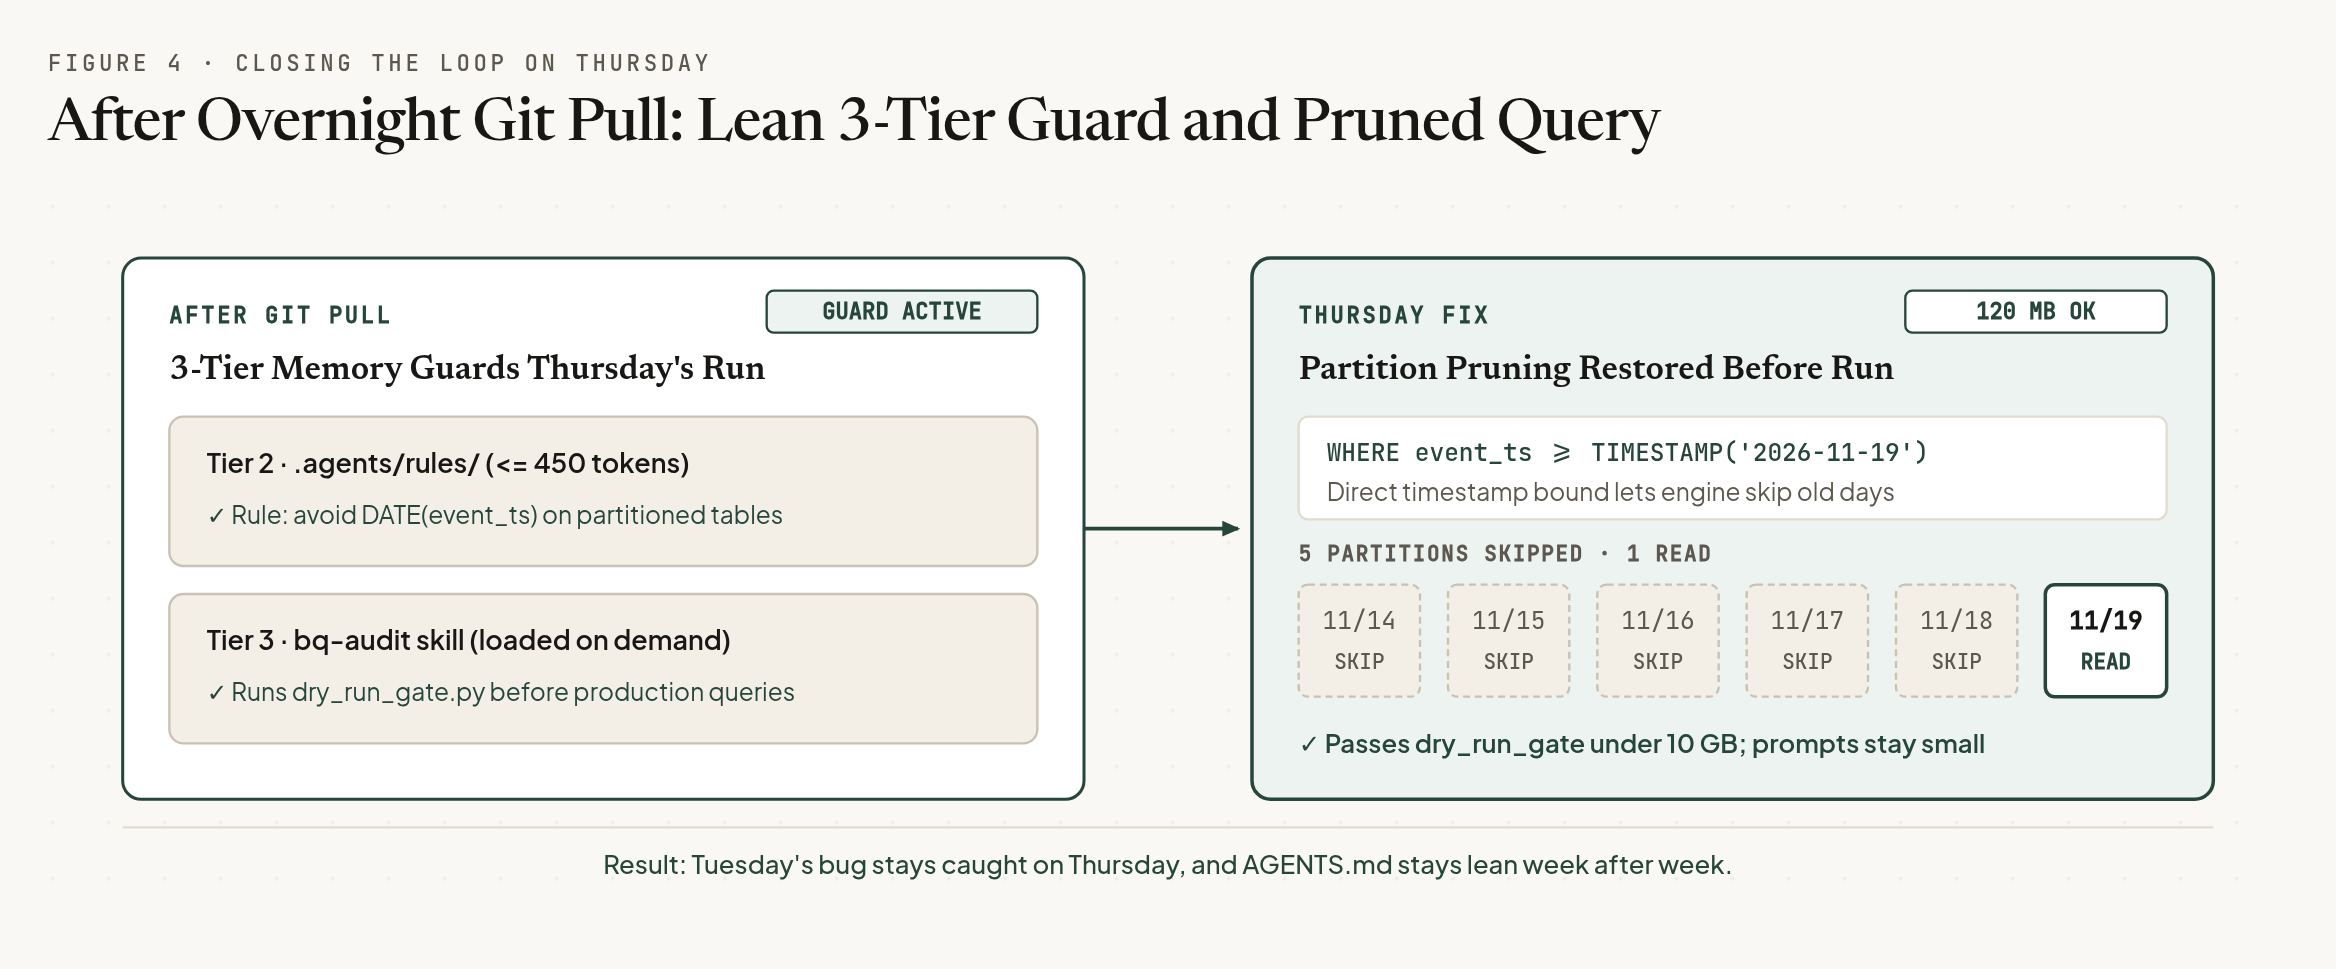 FIGURE 4 · CLOSING THE LOOP ON THURSDAY
After Overnight Git Pull: Lean 3-Tier Guard and Pruned Query
AFTER GIT PULL
GUARD ACTIVE
3-Tier Memory Guards Thursday's Run
Tier 2 · .agents/rules/ (<= 450 tokens)
✓ Rule: avoid DATE(event_ts) on partitioned tables
Tier 3 · bq-audit skill (loaded on demand)
✓ Runs dry_run_gate.py before production queries
THURSDAY FIX
120 MB OK
Partition Pruning Restored Before Run
WHERE event_ts ⩾ TIMESTAMP('2026-11-19')
Direct timestamp bound lets engine skip old days
5 PARTITIONS SKIPPED · 1 READ
11/14 11/15 11/16 11/17 11/18 11/19
SKIP SKIP SKIP SKIP SKIP READ
✓ Passes dry_run_gate under 10 GB; prompts stay small
Result: Tuesday's bug stays caught on Thursday, and AGENTS.md stays lean week after week.